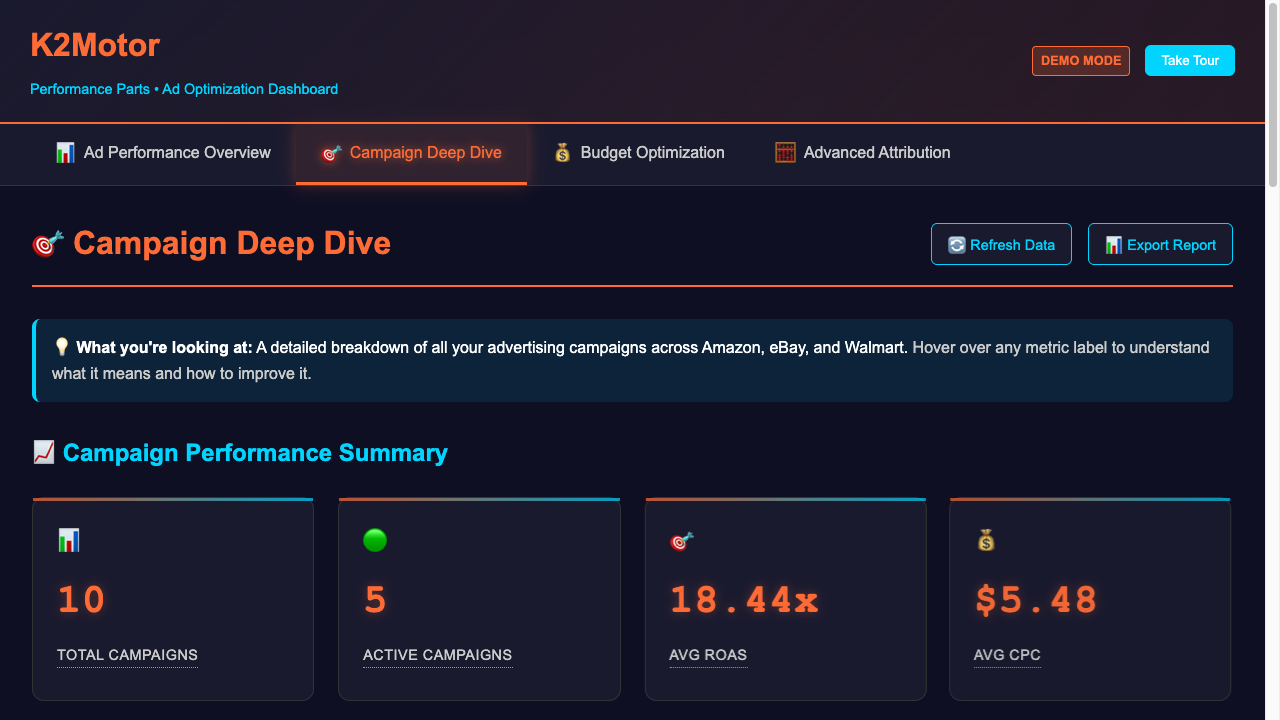 K2Motor
Performance Parts • Ad Optimization Dashboard
DEMO MODE
Take Tour
Ad Performance Overview
Campaign Deep Dive
Budget Optimization
Advanced Attribution
Campaign Deep Dive
Refresh Data
Export Report
What you're looking at: A detailed breakdown of all your advertising campaigns across Amazon, eBay, and Walmart. Hover over any metric label to understand
what it means and how to improve it.
Campaign Performance Summary
10
TOTAL CAMPAIGNS
5
ACTIVE CAMPAIGNS
18.44x
AVG ROAS
$5.48
AVG CPC